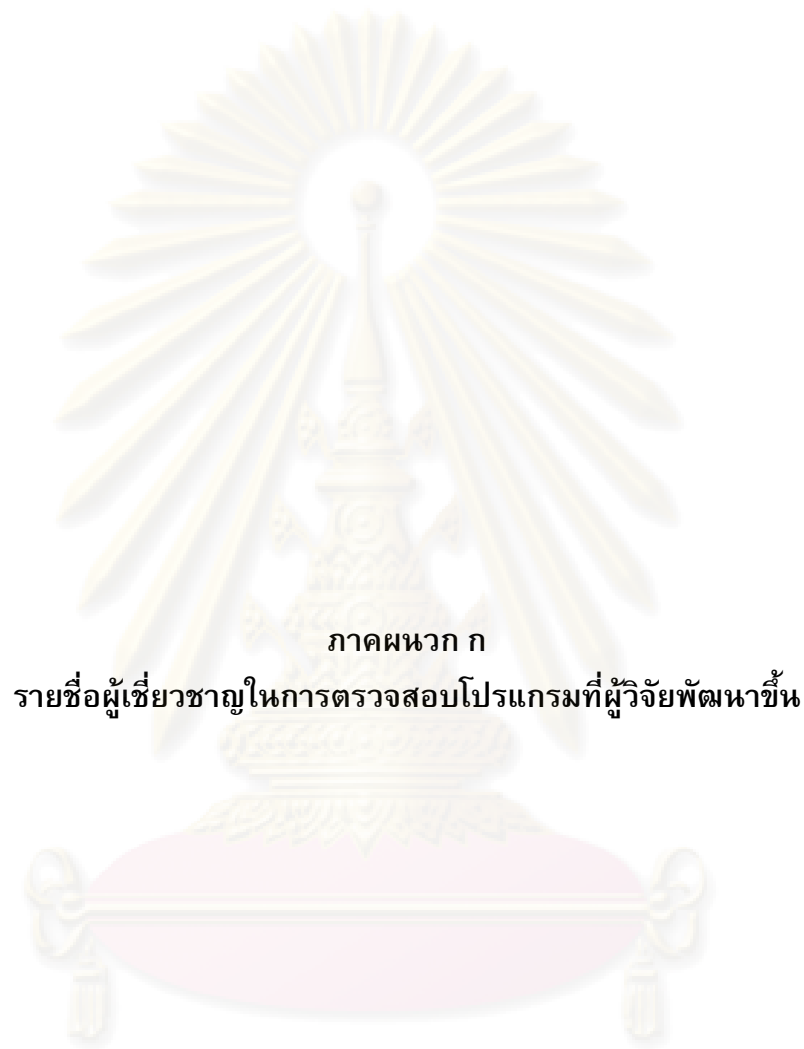 ภาคผนวก ก
รายชื่อผู้เชี่ยวชาญในการตรวจสอบโปรแกรมที่ผู้วิจัยพัฒนาขึ้น